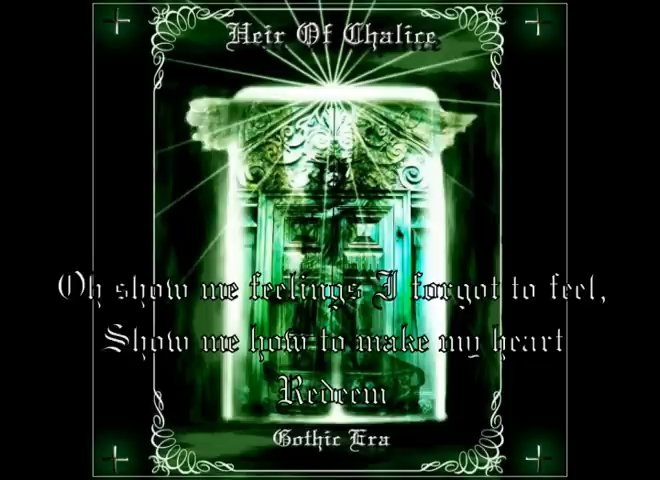 Heir Of Chalice
Oh show me feelings I forgot to feel,
Show me how to make my heart
Redeem
Gothic Era